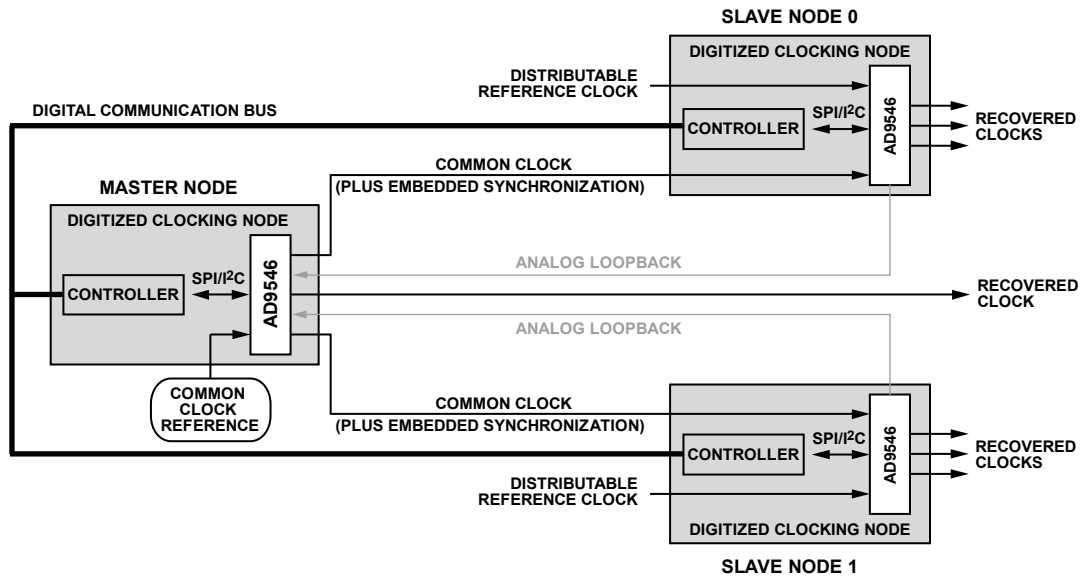 SLAVE NODE 0
DIGITIZED CLOCKING NODE
DISTRIBUTABLE
REFERENCE CLOCK
DIGITAL COMMUNICATION BUS
CONTROLLER
SPI/I2C
AD9546
RECOVERED
CLOCKS
COMMON CLOCK
(PLUS EMBEDDED SYNCHRONIZATION)
MASTER NODE
DIGITIZED CLOCKING NODE
CONTROLLER
SPI/I2C
AD9546
ANALOG LOOPBACK
RECOVERED
CLOCK
ANALOG LOOPBACK
COMMON
CLOCK
REFERENCE
COMMON CLOCK
(PLUS EMBEDDED SYNCHRONIZATION)
CONTROLLER
SPI/I2C
AD9546
RECOVERED
CLOCKS
DISTRIBUTABLE
REFERENCE CLOCK
DIGITIZED CLOCKING NODE
SLAVE NODE 1